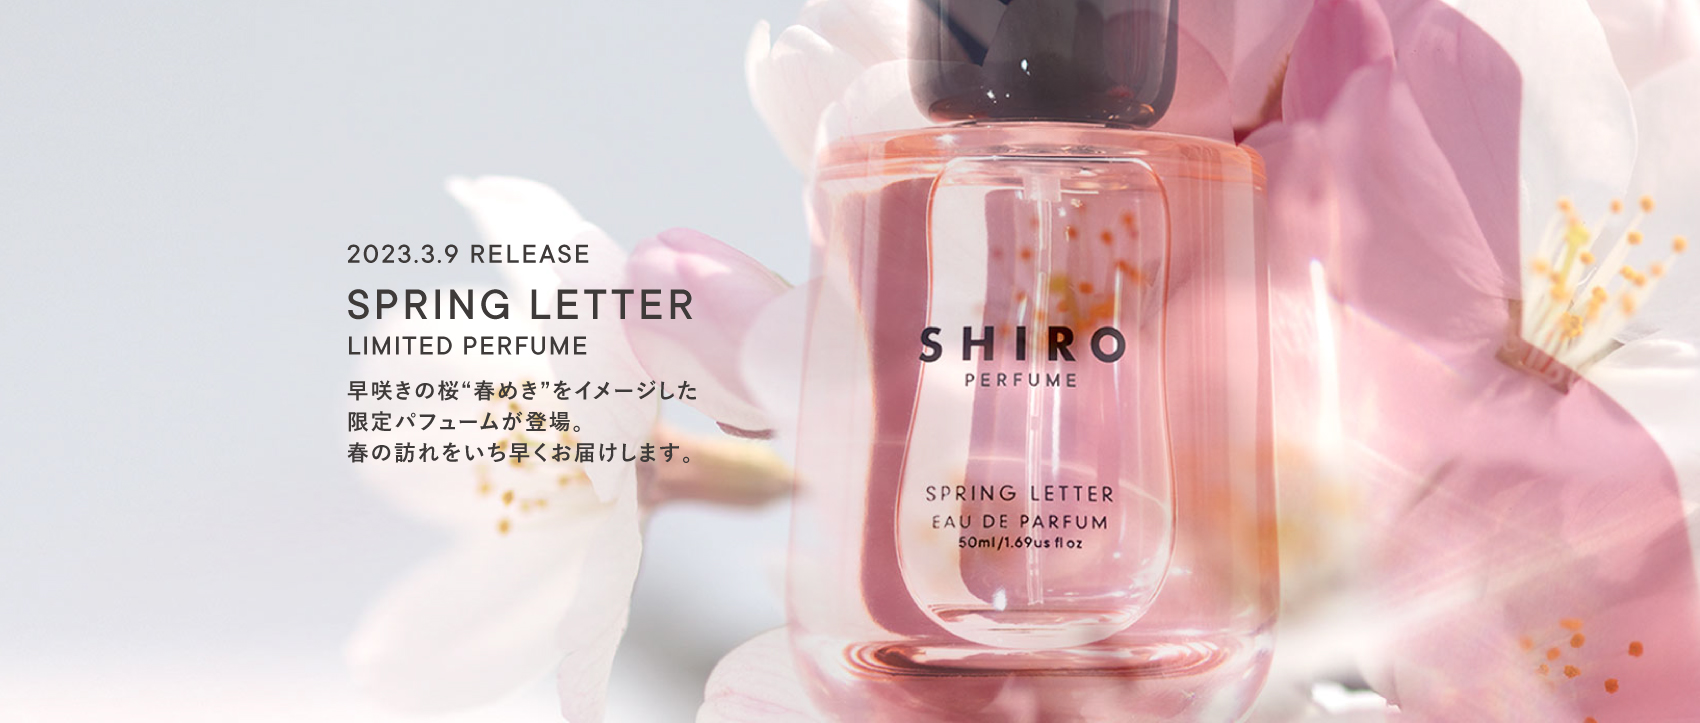 2023.3.9 RELEASE
SPRING LETTER
LIMITED PERFUME
早咲きの桜“春めき”をイメージした
限定パフュームが登場。
春の訪れをいち早くお届けします。
SHIRO
PERFUME
SPRING LETTER
EAU DE PARFUM
50ml/1.69us fl oz